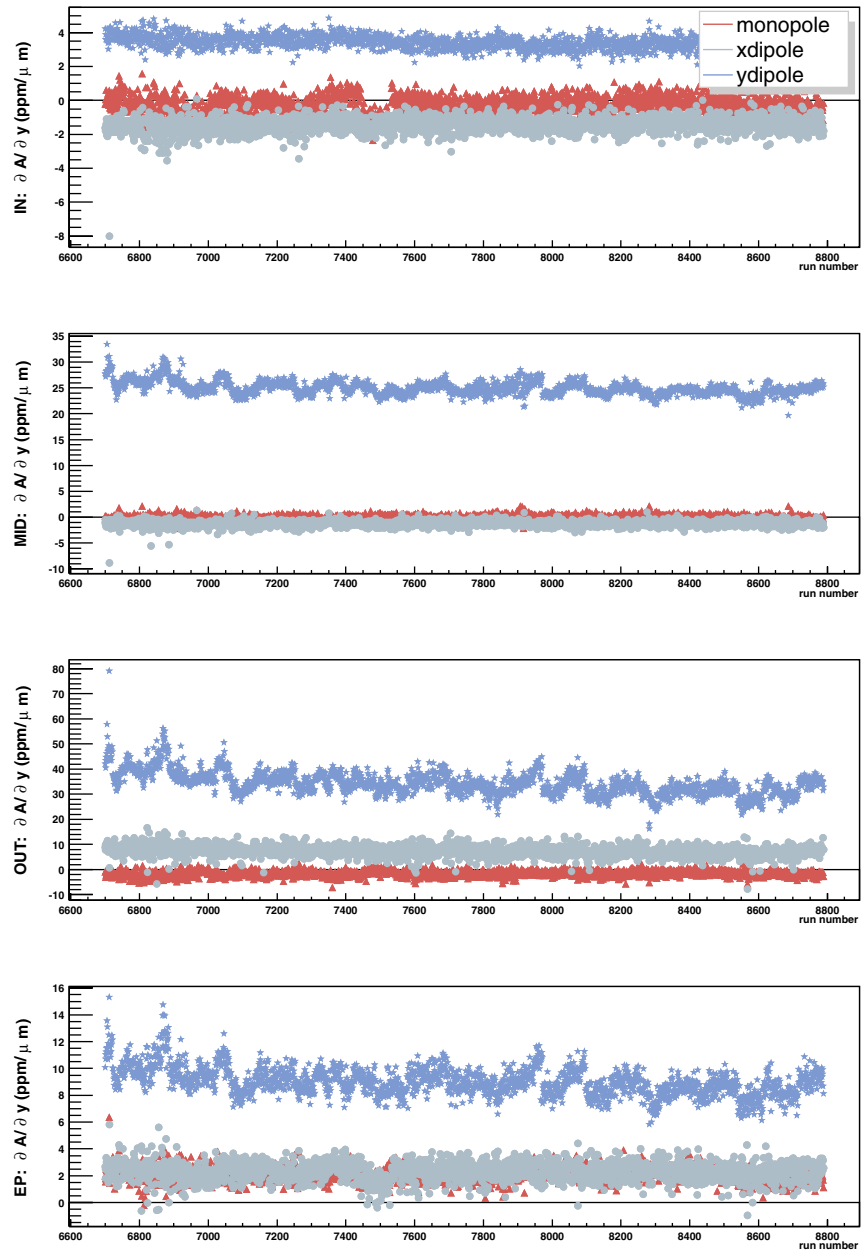 monopole
xdipole
ydipole
IN: ∂ A/ ∂ y (ppm/μ m)
4
2
0
-2
-4
-6
-8
6600 6800 7000 7200 7400 7600 7800 8000 8200 8400 8600 8800
run number
MID: ∂ A/ ∂ y (ppm/μ m)
35
30
25
20
15
10
5
0
-5
-10
6600 6800 7000 7200 7400 7600 7800 8000 8200 8400 8600 8800
run number
OUT: ∂ A/ ∂ y (ppm/μ m)
80
70
60
50
40
30
20
10
0
-10
6600 6800 7000 7200 7400 7600 7800 8000 8200 8400 8600 8800
run number
EP: ∂ A/ ∂ y (ppm/μ m)
16
14
12
10
8
6
4
2
0
6600 6800 7000 7200 7400 7600 7800 8000 8200 8400 8600 8800
run number